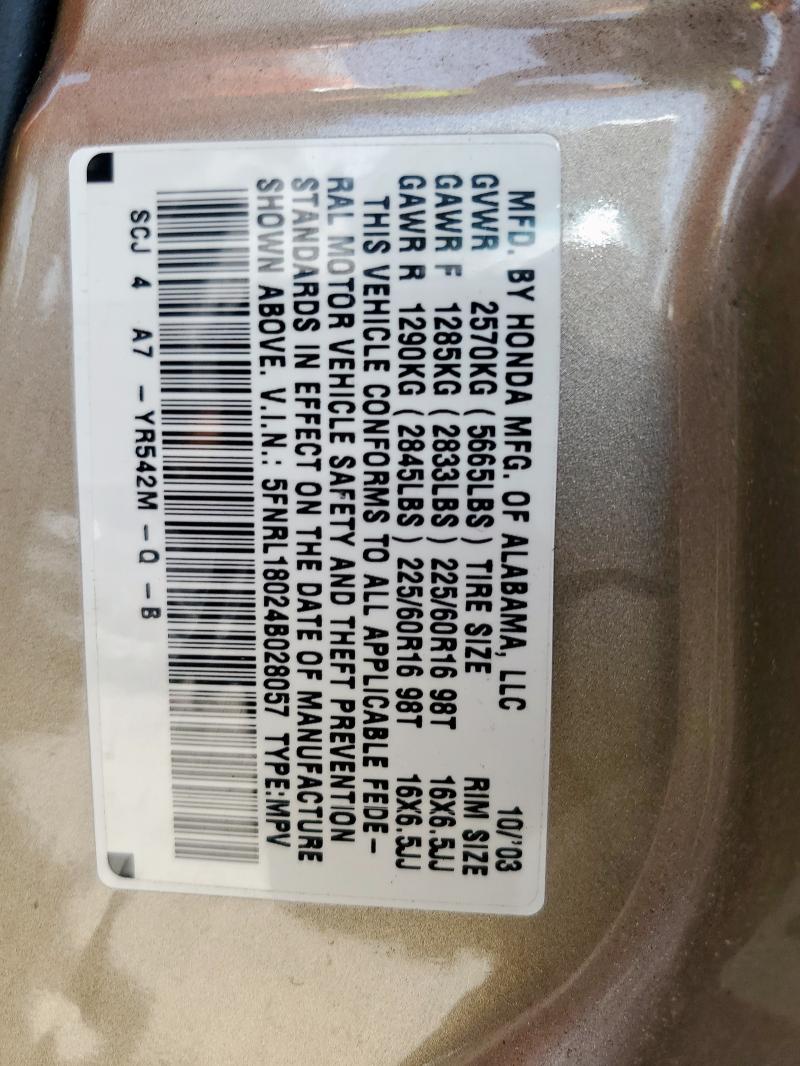 MFD. BY HONDA MFG. OF ALABAMA, LLC 10/'03
GVWR 2570KG ( 5665LBS ) TIRE SIZE RIM SIZE
GAWR F 1285KG ( 2833LBS ) 225/60R16 98T 16X6.5JJ
GAWR R 1290KG ( 2845LBS ) 225/60R16 98T 16X6.5JJ
THIS VEHICLE CONFORMS TO ALL APPLICABLE FEDE-
RAL MOTOR VEHICLE SAFETY AND THEFT PREVENTION
STANDARDS IN EFFECT ON THE DATE OF MANUFACTURE
SHOWN ABOVE. V.I.N.: 5FNRL18024B028057 TYPE:MPV
SCJ 4 A7 - YR542M - Q - B